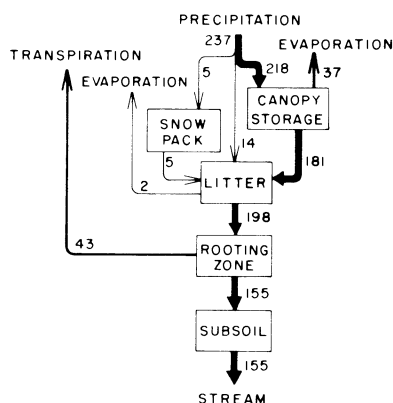 PRECIPITATION
237
EVAPORATION
TRANSPIRATION
5
218
37
EVAPORATION
CANOPY
STORAGE
SNOW
PACK
14
5
181
2
LITTER
198
43
ROOTING
ZONE
155
SUBSOIL
155
STREAM